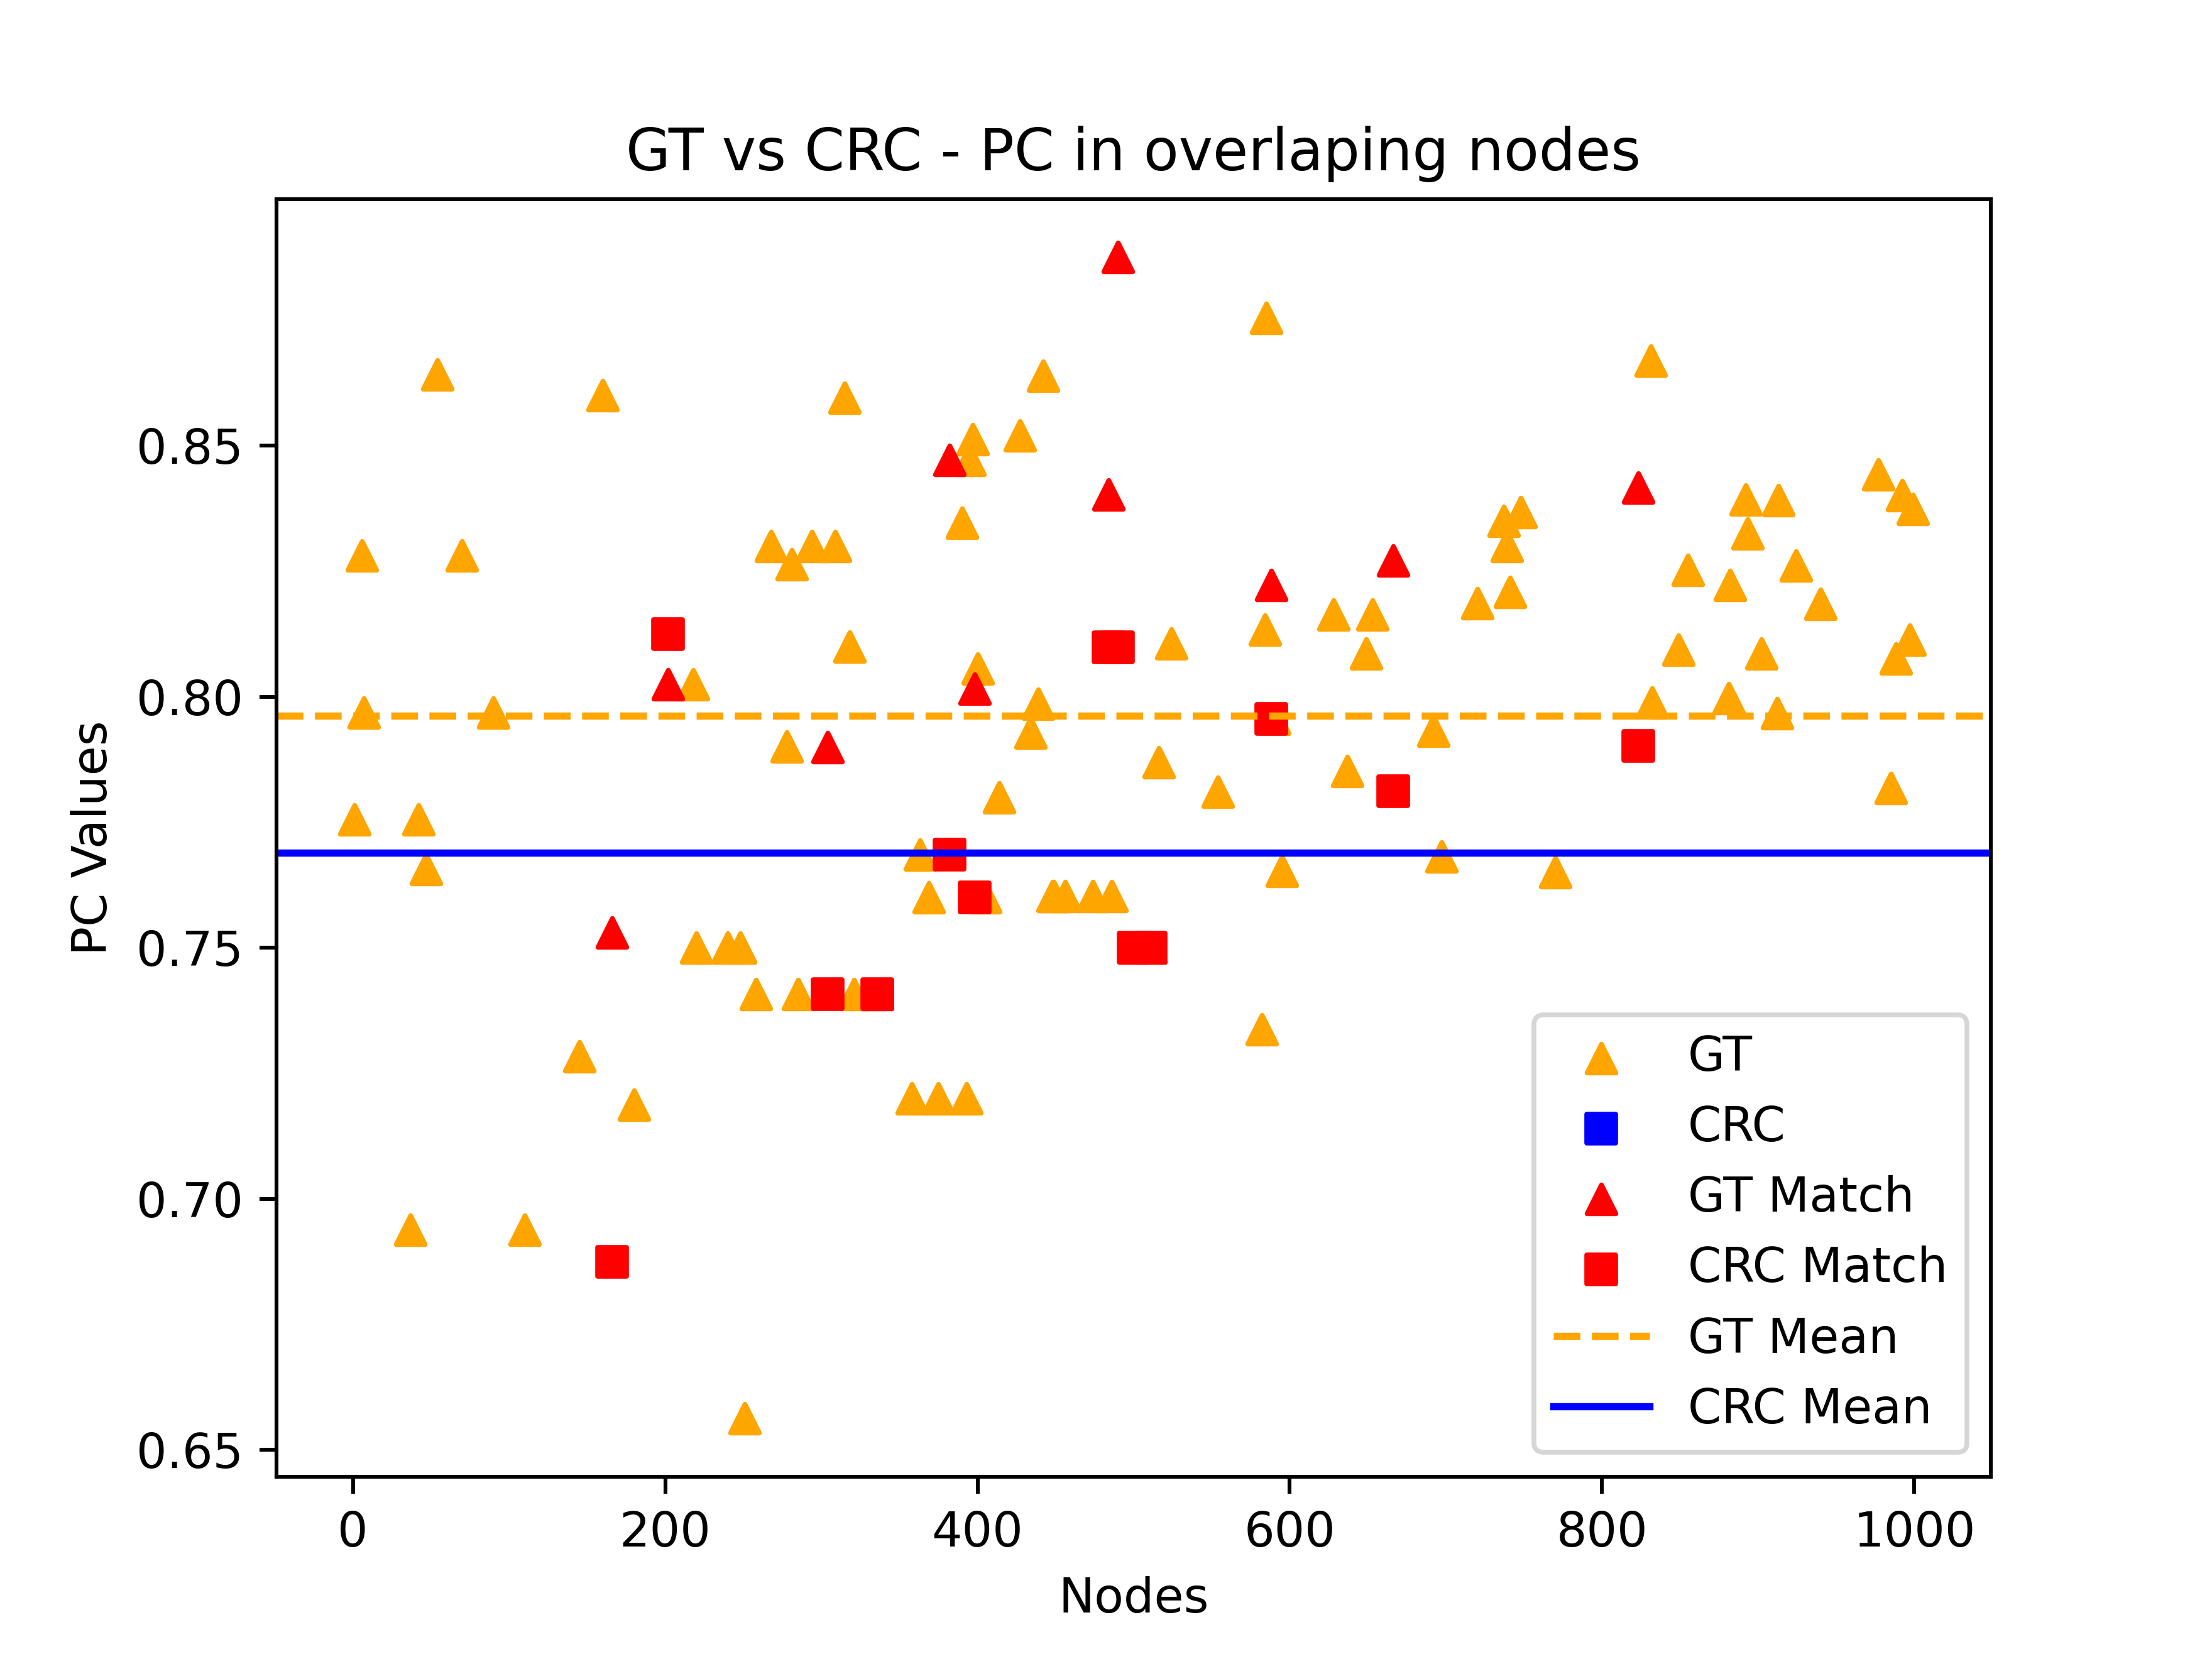 GT vs CRC - PC in overlaping nodes
PC Values
0.85
0.80
0.75
0.70
0.65
GT
CRC
GT Match
CRC Match
GT Mean
CRC Mean
0 200 400 600 800 1000
Nodes